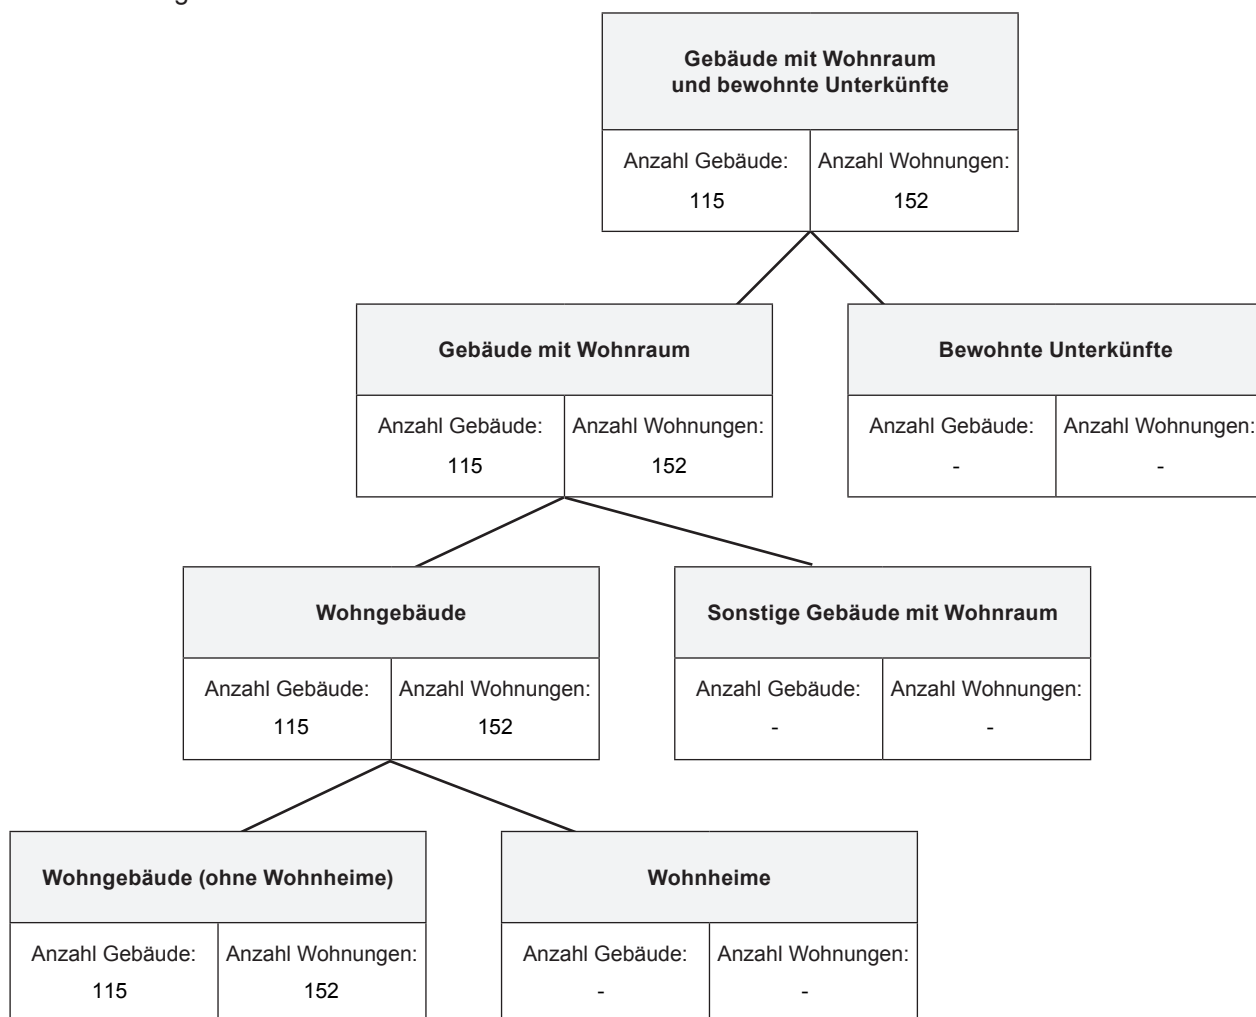 Gebäude mit Wohnraum
und bewohnte Unterkünfte
Anzahl Gebäude: Anzahl Wohnungen:
115 152
Gebäude mit Wohnraum Bewohnte Unterkünfte
Anzahl Gebäude: Anzahl Wohnungen: Anzahl Gebäude: Anzahl Wohnungen:
115 152 - -
Wohngebäude Sonstige Gebäude mit Wohnraum
Anzahl Gebäude: Anzahl Wohnungen: Anzahl Gebäude: Anzahl Wohnungen:
115 152 - -
Wohngebäude (ohne Wohnheime) Wohnheime
Anzahl Gebäude: Anzahl Wohnungen: Anzahl Gebäude: Anzahl Wohnungen:
115 152 - -